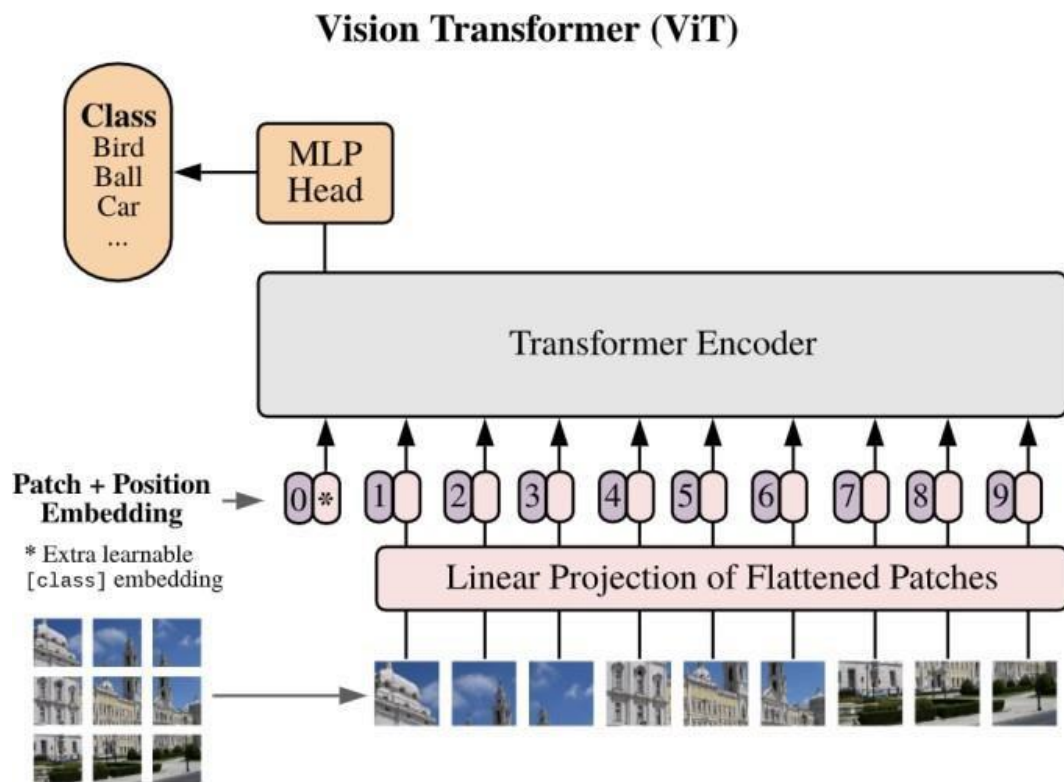 Vision Transformer (ViT)
Class
Bird
Ball
Car
...
MLP
Head
Transformer Encoder
Patch + Position
Embedding
0 * 1 2 3 4 5 6 7 8 9
* Extra learnable
[class] embedding
Linear Projection of Flattened Patches